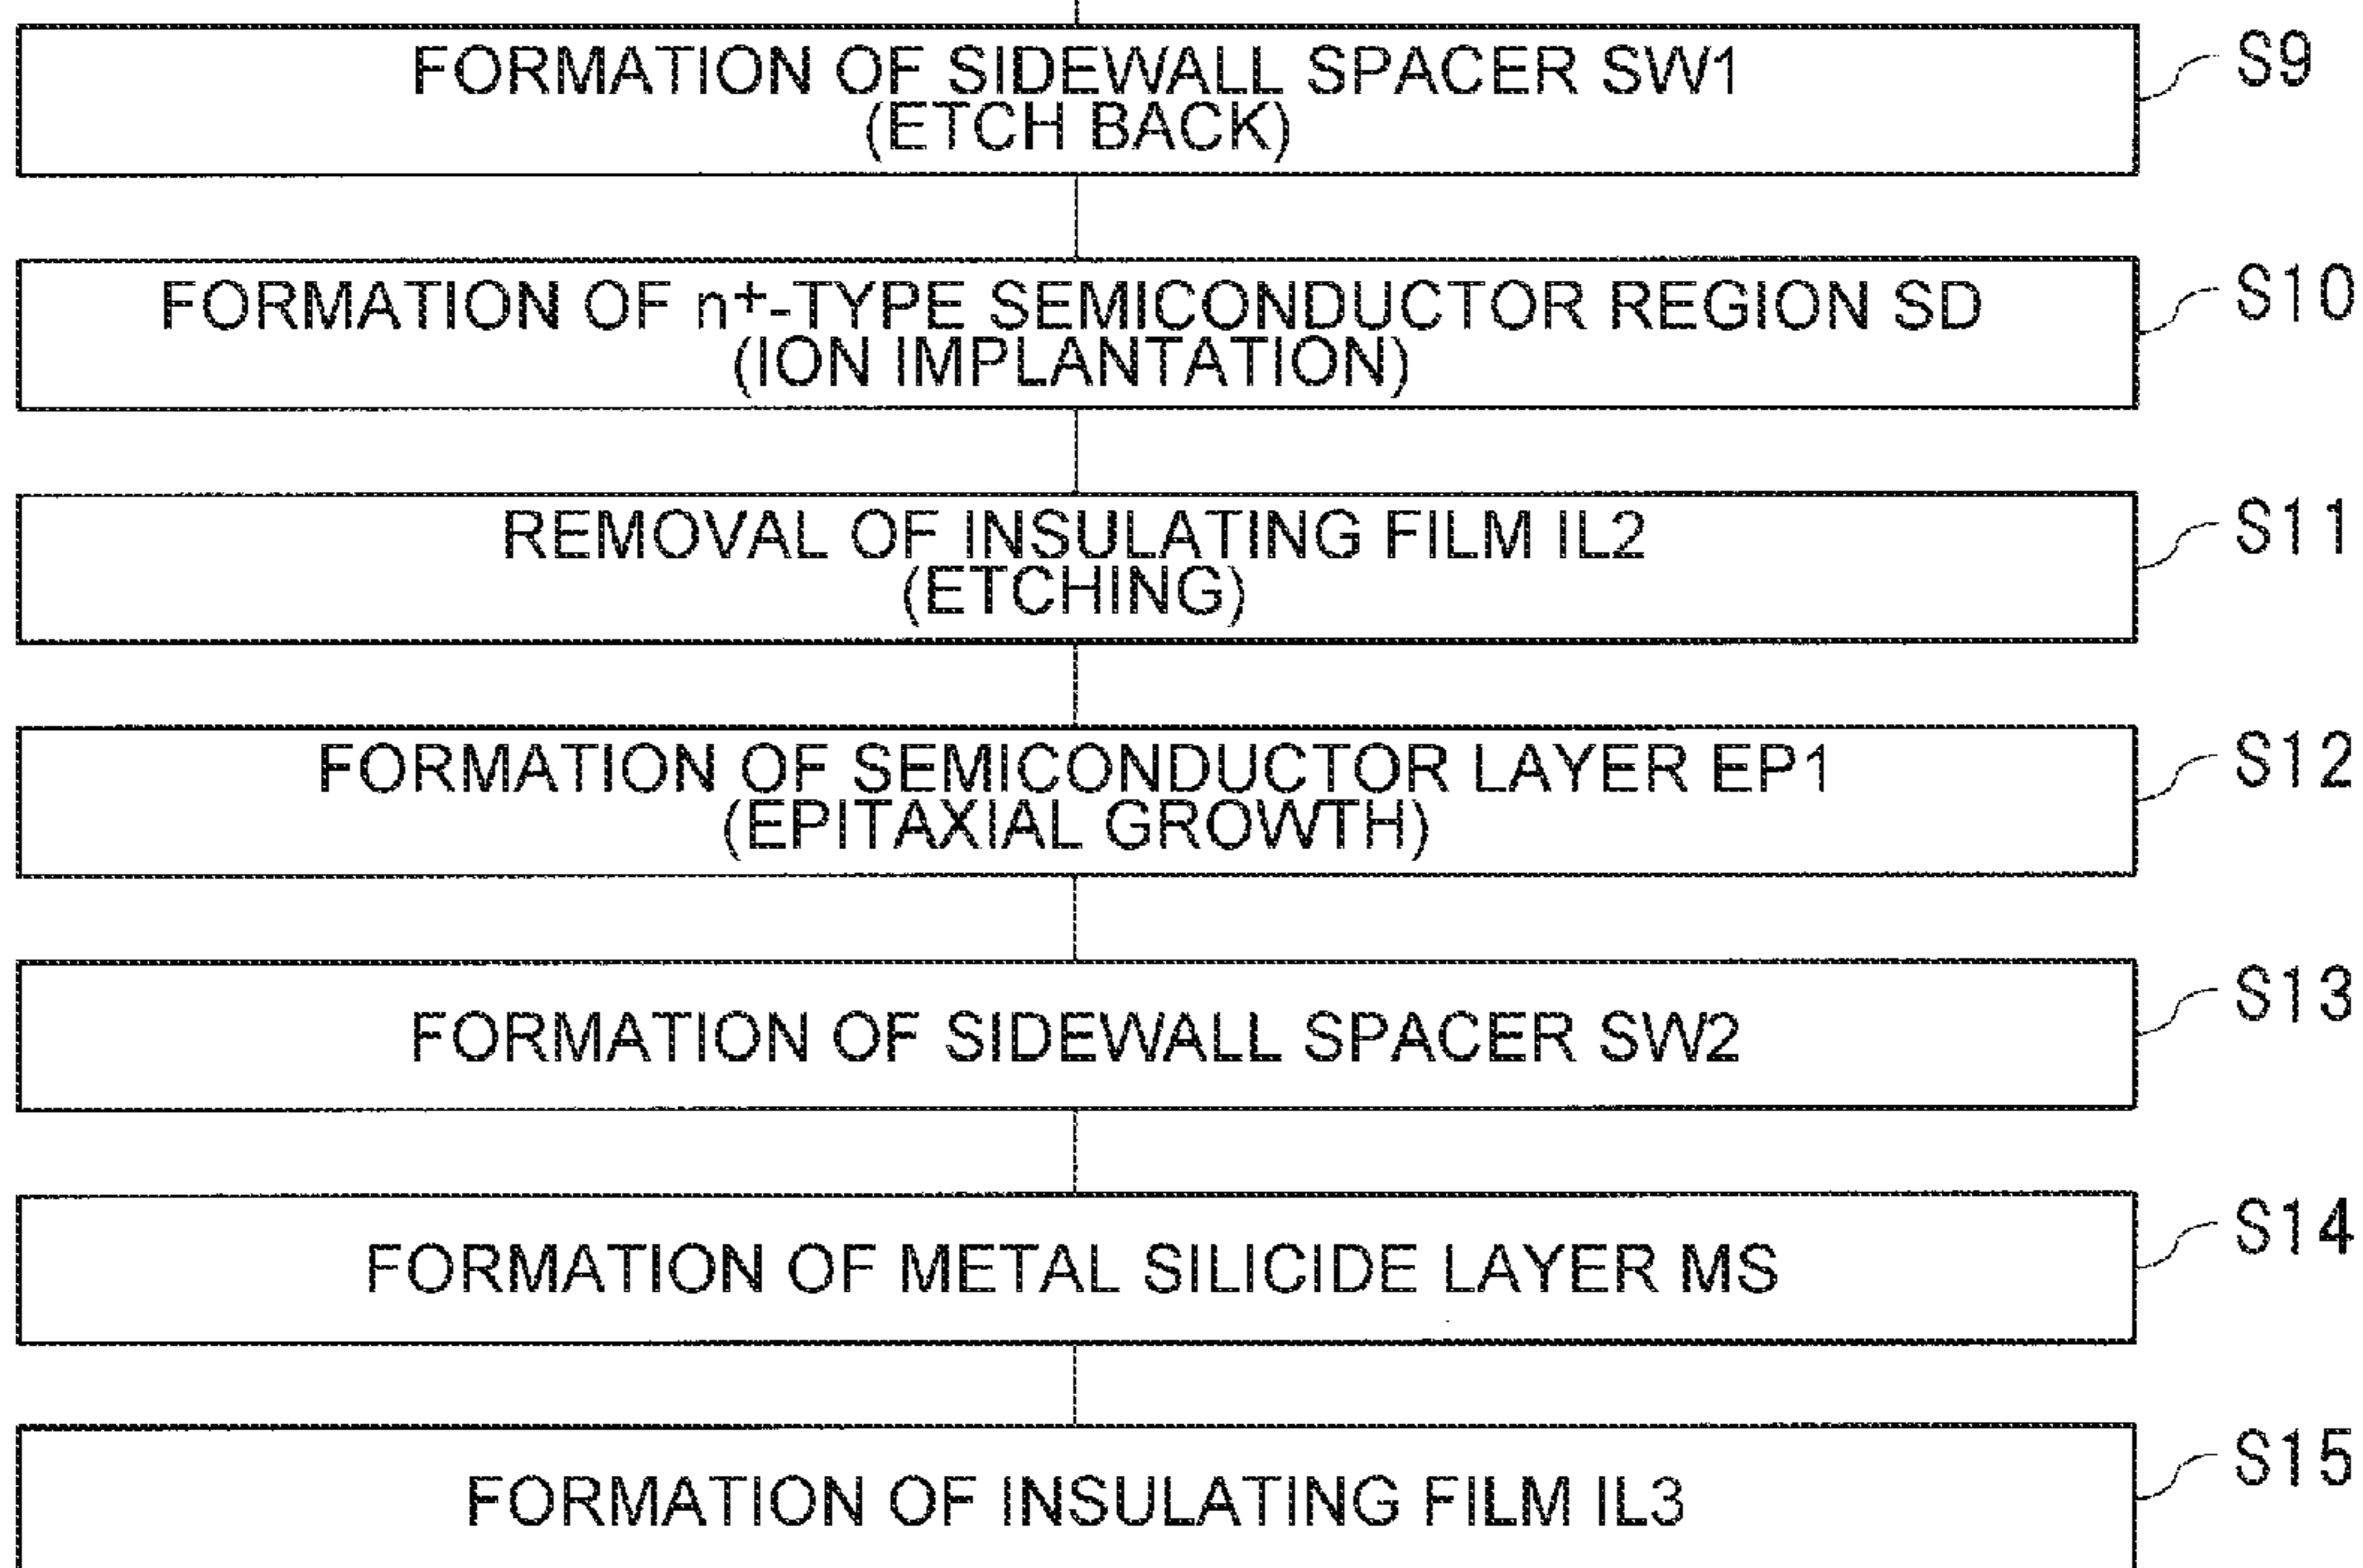 FORMATION OF SIDEWALL SPACER SW1
(ETCH BACK)
S9
FORMATION OF n+-TYPE SEMICONDUCTOR REGION SD
(ION IMPLANTATION)
S10
REMOVAL OF INSULATING FILM IL2
(ETCHING)
S11
FORMATION OF SEMICONDUCTOR LAYER EP1
(EPITAXIAL GROWTH)
S12
FORMATION OF SIDEWALL SPACER SW2
S13
FORMATION OF METAL SILICIDE LAYER MS
S14
FORMATION OF INSULATING FILM IL3
S15